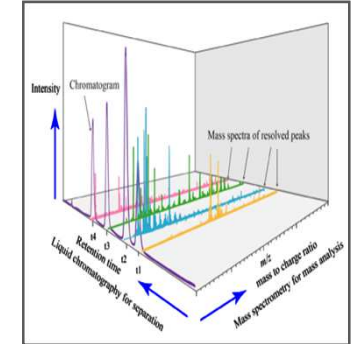 Intensity
Chromatogram
Mass spectra of resolved peaks
t4
t3
t2
t1
Retention time
Liquid chromatography for separation
m/z
mass to charge ratio
Mass spectrometry for mass analysis